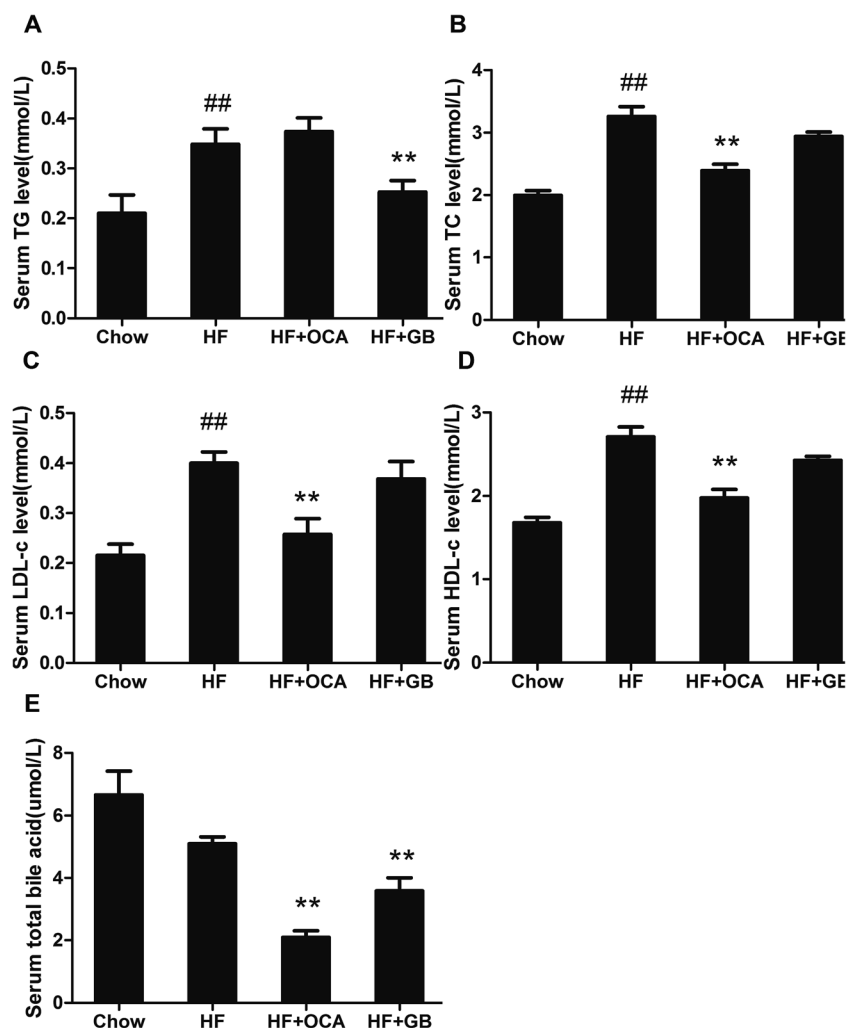 A
Serum TG level(mmol/L)
0.5
0.4
0.3
0.2
0.1
0.0
##
**
Chow HF HF+OCA HF+GB
B
Serum TC level(mmol/L)
4
3
2
1
0
##
**
Chow HF HF+OCA HF+GB
C
Serum LDL-c level(mmol/L)
0.5
0.4
0.3
0.2
0.1
0.0
##
**
Chow HF HF+OCA HF+GB
D
Serum HDL-c level(mmol/L)
3
2
1
0
##
**
Chow HF HF+OCA HF+GB
E
Serum total bile acid(umol/L)
8
6
4
2
0
**
**
Chow HF HF+OCA HF+GB